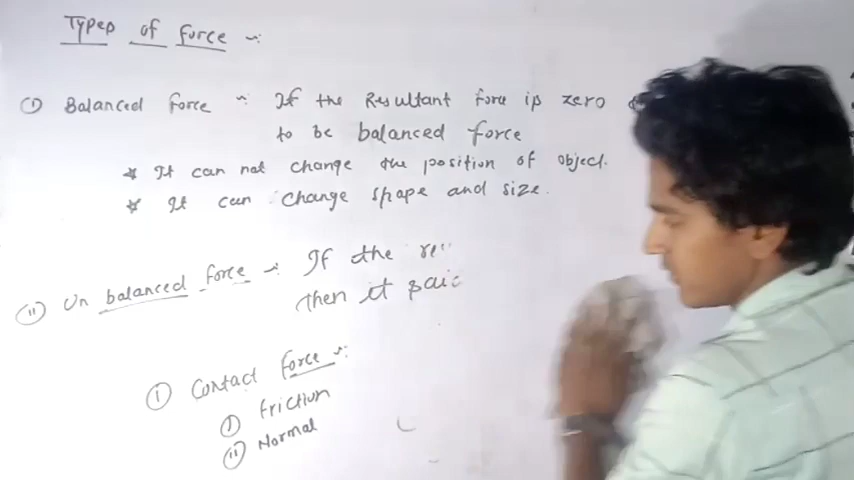 Types of force :
(i) Balanced force : If the Resultant force is zero
to be balanced force
* It can not change the position of object.
* It can change shape and size.
(ii) Un balanced force : If the
then it
(i) Contact force :
(i) Friction
(ii) Normal